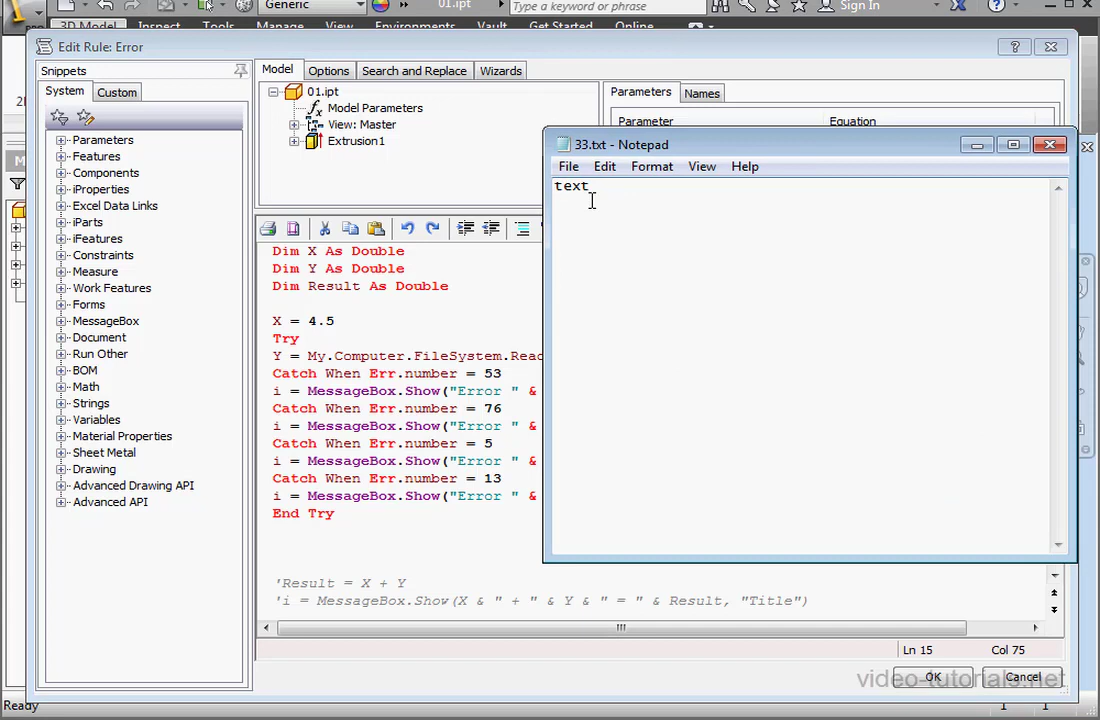 Generic
01.ipt
Type a keyword or phrase
Sign In
3D Model Inspect Tools Manage View Environments Vault Get Started Online
Edit Rule: Error
Snippets
System Custom
Parameters
Features
Components
iProperties
Excel Data Links
iParts
iFeatures
Constraints
Measure
Work Features
Forms
MessageBox
Document
Run Other
BOM
Math
Strings
Variables
Material Properties
Sheet Metal
Drawing
Advanced Drawing API
Advanced API
Model Options Search and Replace Wizards
01.ipt
Model Parameters
View: Master
Extrusion1
Parameters Names
Parameter Equation
33.txt - Notepad
File Edit Format View Help
text
Dim X As Double
Dim Y As Double
Dim Result As Double
X = 4.5
Try
Y = My.Computer.FileSystem.Read
Catch When Err.number = 53
i = MessageBox.Show("Error " &
Catch When Err.number = 76
i = MessageBox.Show("Error " &
Catch When Err.number = 5
i = MessageBox.Show("Error " &
Catch When Err.number = 13
i = MessageBox.Show("Error " &
End Try
'Result = X + Y
'i = MessageBox.Show(X & " + " & Y & " = " & Result, "Title")
Ln 15 Col 75
OK Cancel
video-tutorials.net
Ready
1 1